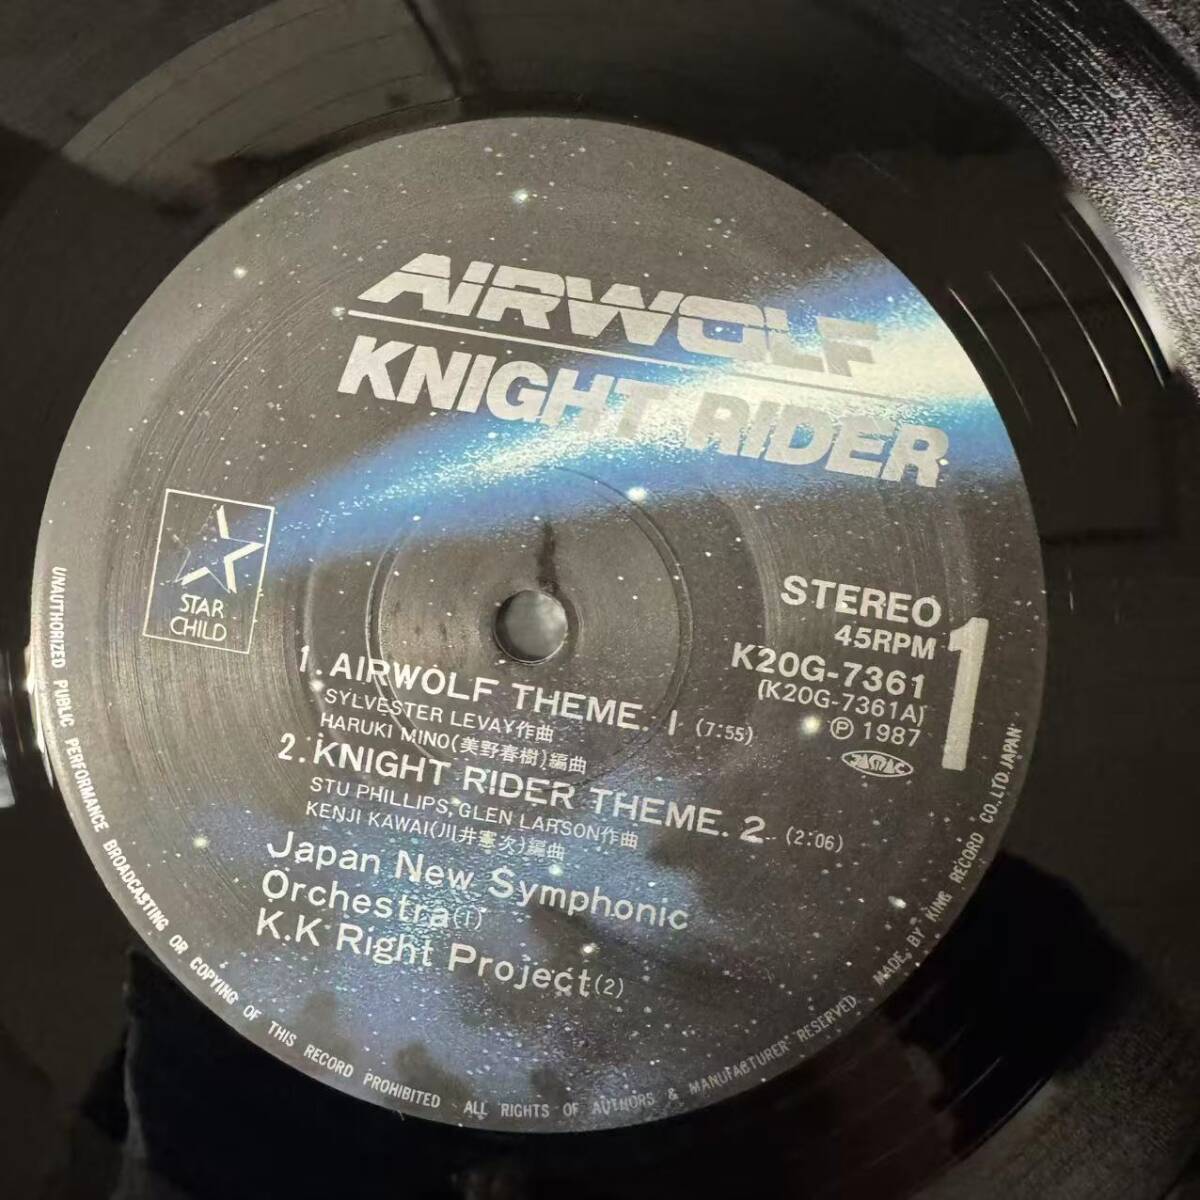 AIRWOLF
KNIGHT RIDER
STAR
CHILD
STEREO
45RPM
K20G-7361
(K20G-7361A)
Ⓟ 1987
JASRAC
1
1. AIRWOLF THEME. 1 (7:55)
SYLVESTER LEVAY作曲
HARUKI MINO(美野春樹)編曲
2. KNIGHT RIDER THEME. 2 (2:06)
STU PHILLIPS, GLEN LARSON作曲
KENJI KAWAI(川井憲次)編曲
Japan New Symphonic
Orchestra(1)
K.K Right Project(2)
UNAUTHORIZED PUBLIC PERFORMANCE BROADCASTING OR COPYING OF THIS RECORD PROHIBITED ALL RIGHTS OF AUTHORS & MANUFACTURER RESERVED. MADE BY KING RECORD CO., LTD. JAPAN